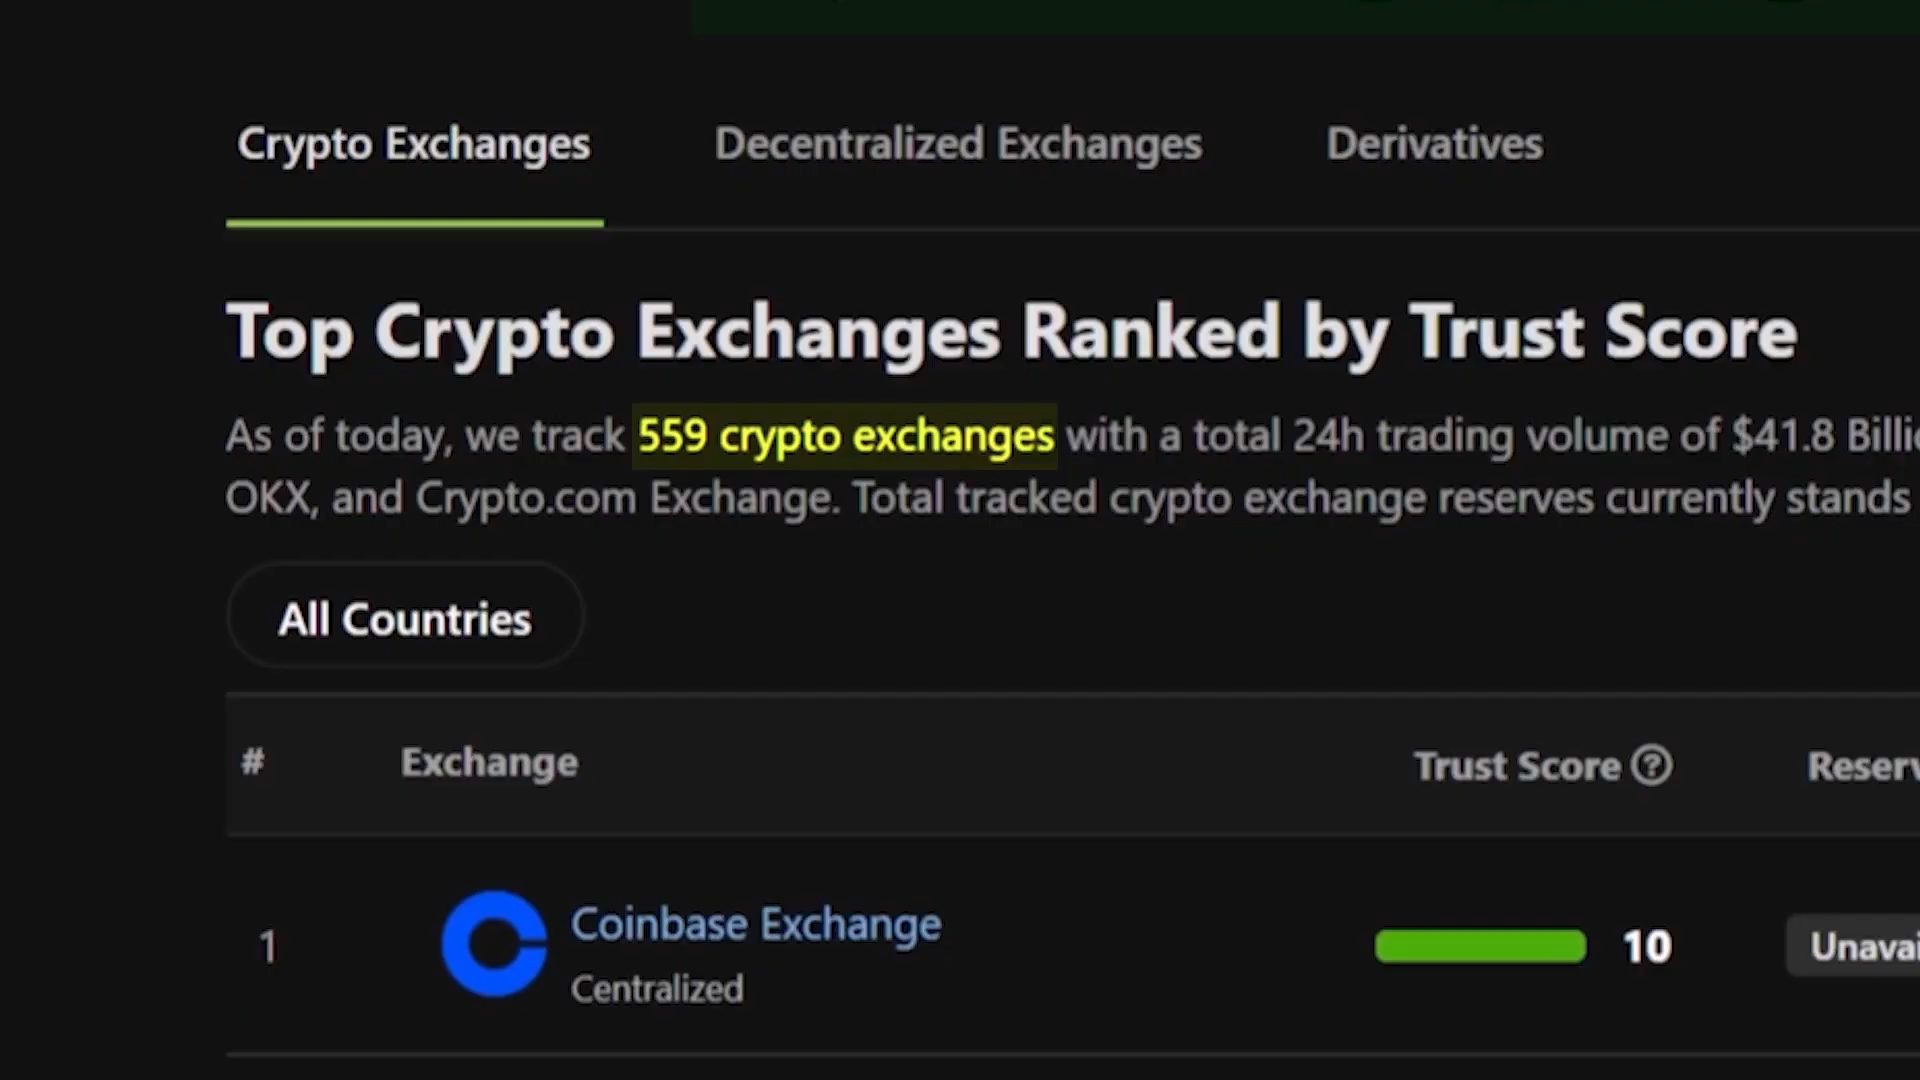 Crypto Exchanges Decentralized Exchanges Derivatives
Top Crypto Exchanges Ranked by Trust Score
As of today, we track 559 crypto exchanges with a total 24h trading volume of $41.8
OKX, and Crypto.com Exchange. Total tracked crypto exchange reserves currently stands
All Countries
# Exchange Trust Score ?
1 Coinbase Exchange 10
Centralized